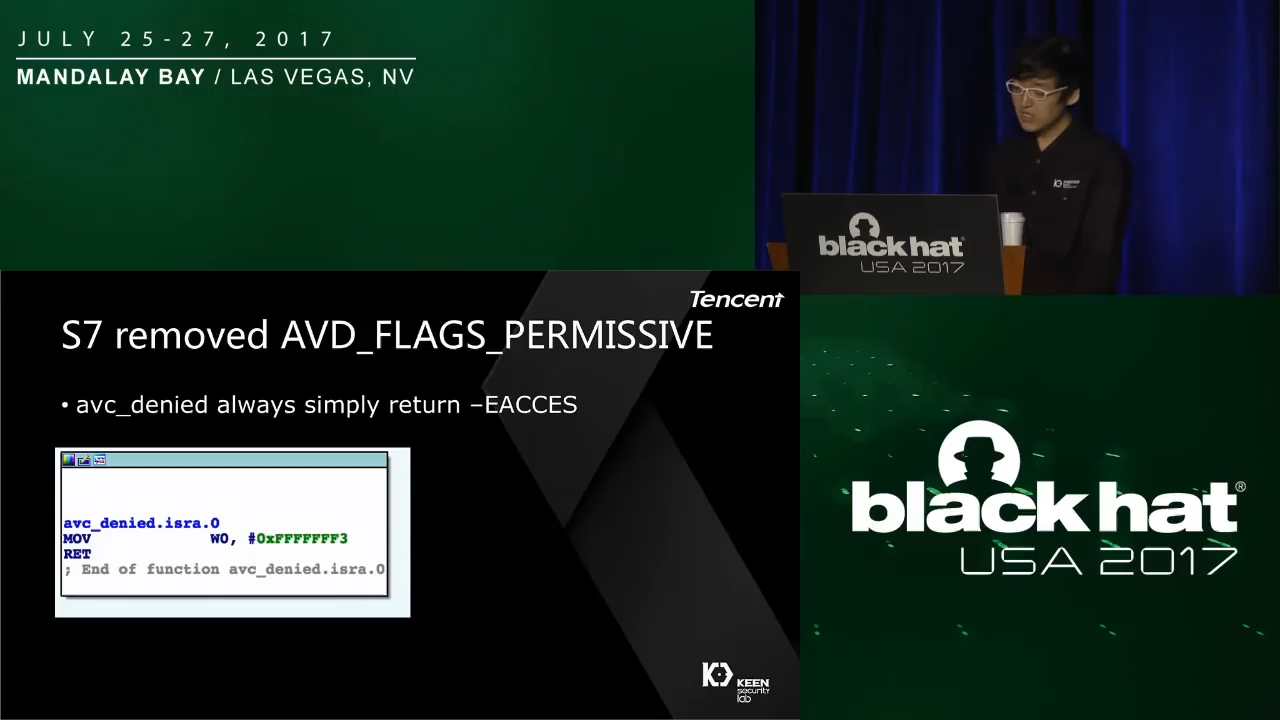 JULY 25-27, 2017
MANDALAY BAY / LAS VEGAS, NV
black hat®
USA 2017
Tencent
S7 removed AVD_FLAGS_PERMISSIVE
• avc_denied always simply return –EACCES
avc_denied.isra.0
MOV W0, #0xFFFFFFF3
RET
; End of function avc_denied.isra.0
KEEN
security
lab
black hat®
USA 2017